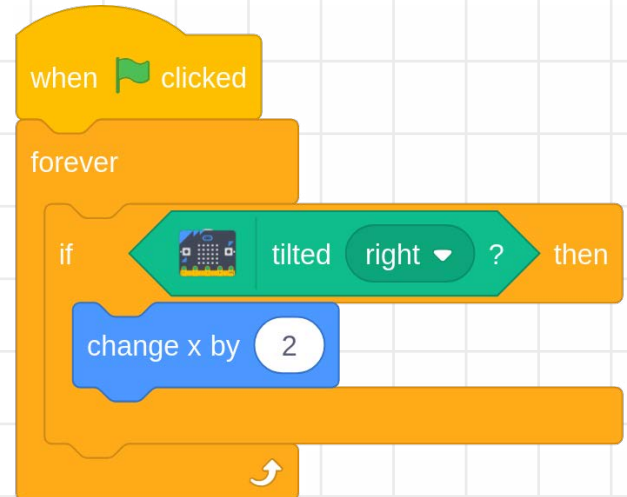 when clicked
forever
if tilted right ? then
change x by 2